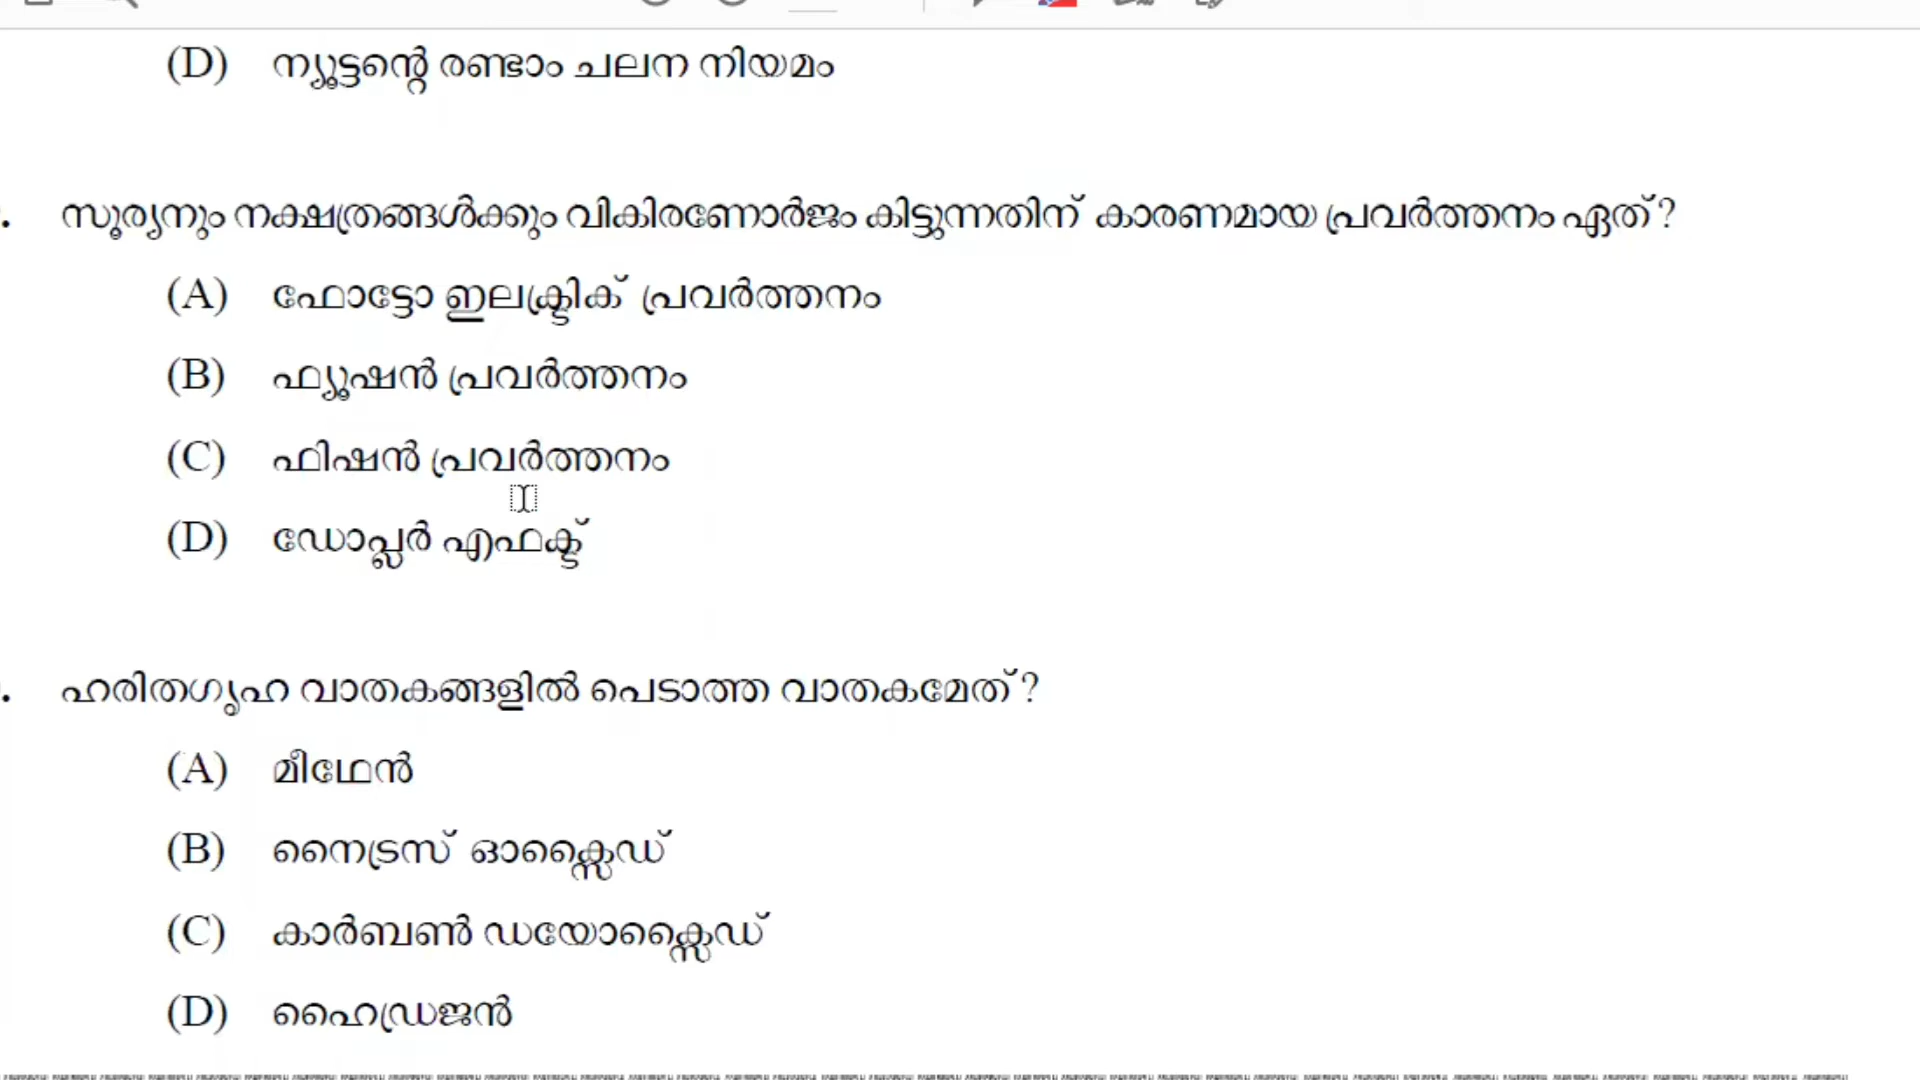 (D) ന്യൂട്ടന്റെ രണ്ടാം ചലന നിയമം
. സൂര്യനും നക്ഷത്രങ്ങൾക്കും വികിരണോർജം കിട്ടുന്നതിന് കാരണമായ പ്രവർത്തനം ഏത് ?
(A) ഫോട്ടോ ഇലക്ട്രിക് പ്രവർത്തനം
(B) ഫ്യൂഷൻ പ്രവർത്തനം
(C) ഫിഷൻ പ്രവർത്തനം
(D) ഡോപ്ലർ എഫക്ട്
. ഹരിതഗൃഹ വാതകങ്ങളിൽ പെടാത്ത വാതകമേത് ?
(A) മീഥേൻ
(B) നൈട്രസ് ഓക്സൈഡ്
(C) കാർബൺ ഡയോക്സൈഡ്
(D) ഹൈഡ്രജൻ